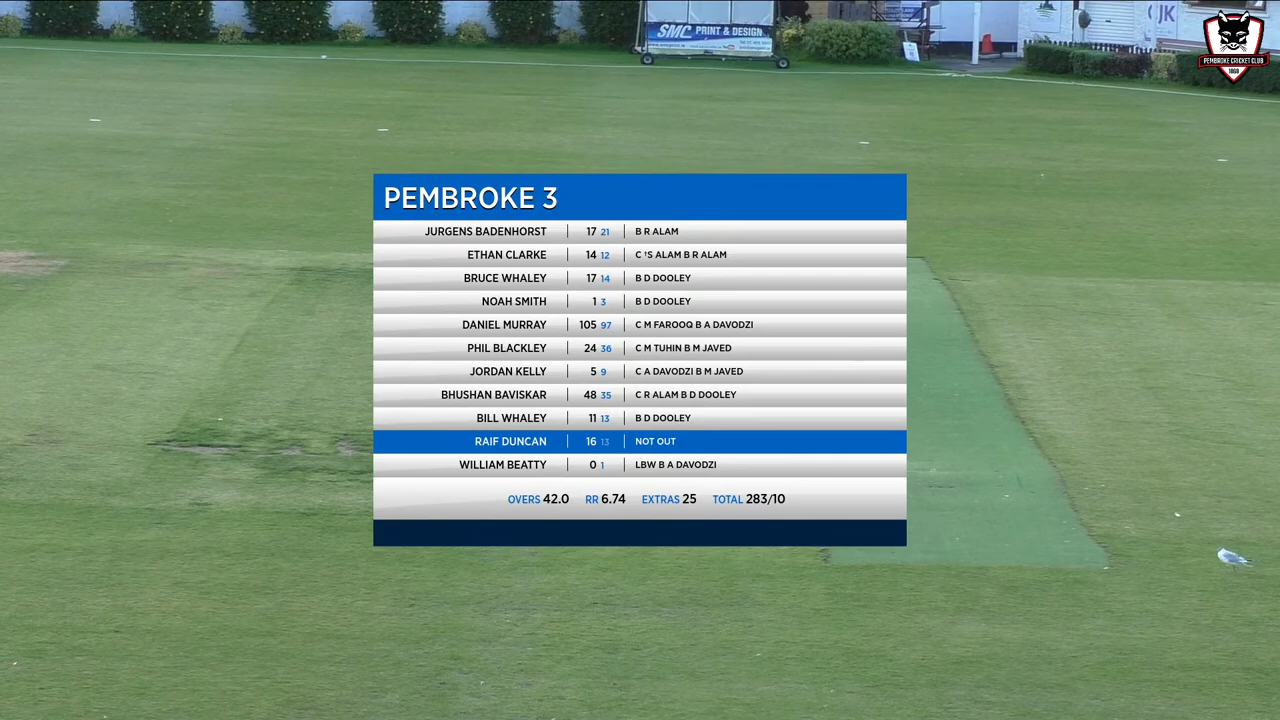 SMC PRINT & DESIGN
JK
PEMBROKE CRICKET CLUB
1868
PEMBROKE 3
JURGENS BADENHORST 17 21 B R ALAM
ETHAN CLARKE 14 12 C 'S ALAM B R ALAM
BRUCE WHALEY 17 14 B D DOOLEY
NOAH SMITH 1 3 B D DOOLEY
DANIEL MURRAY 105 97 C M FAROOQ B A DAVODZI
PHIL BLACKLEY 24 36 C M TUHIN B M JAVED
JORDAN KELLY 5 9 C A DAVODZI B M JAVED
BHUSHAN BAVISKAR 48 35 C R ALAM B D DOOLEY
BILL WHALEY 11 13 B D DOOLEY
RAIF DUNCAN 16 13 NOT OUT
WILLIAM BEATTY 0 1 LBW B A DAVODZI
OVERS 42.0 RR 6.74 EXTRAS 25 TOTAL 283/10